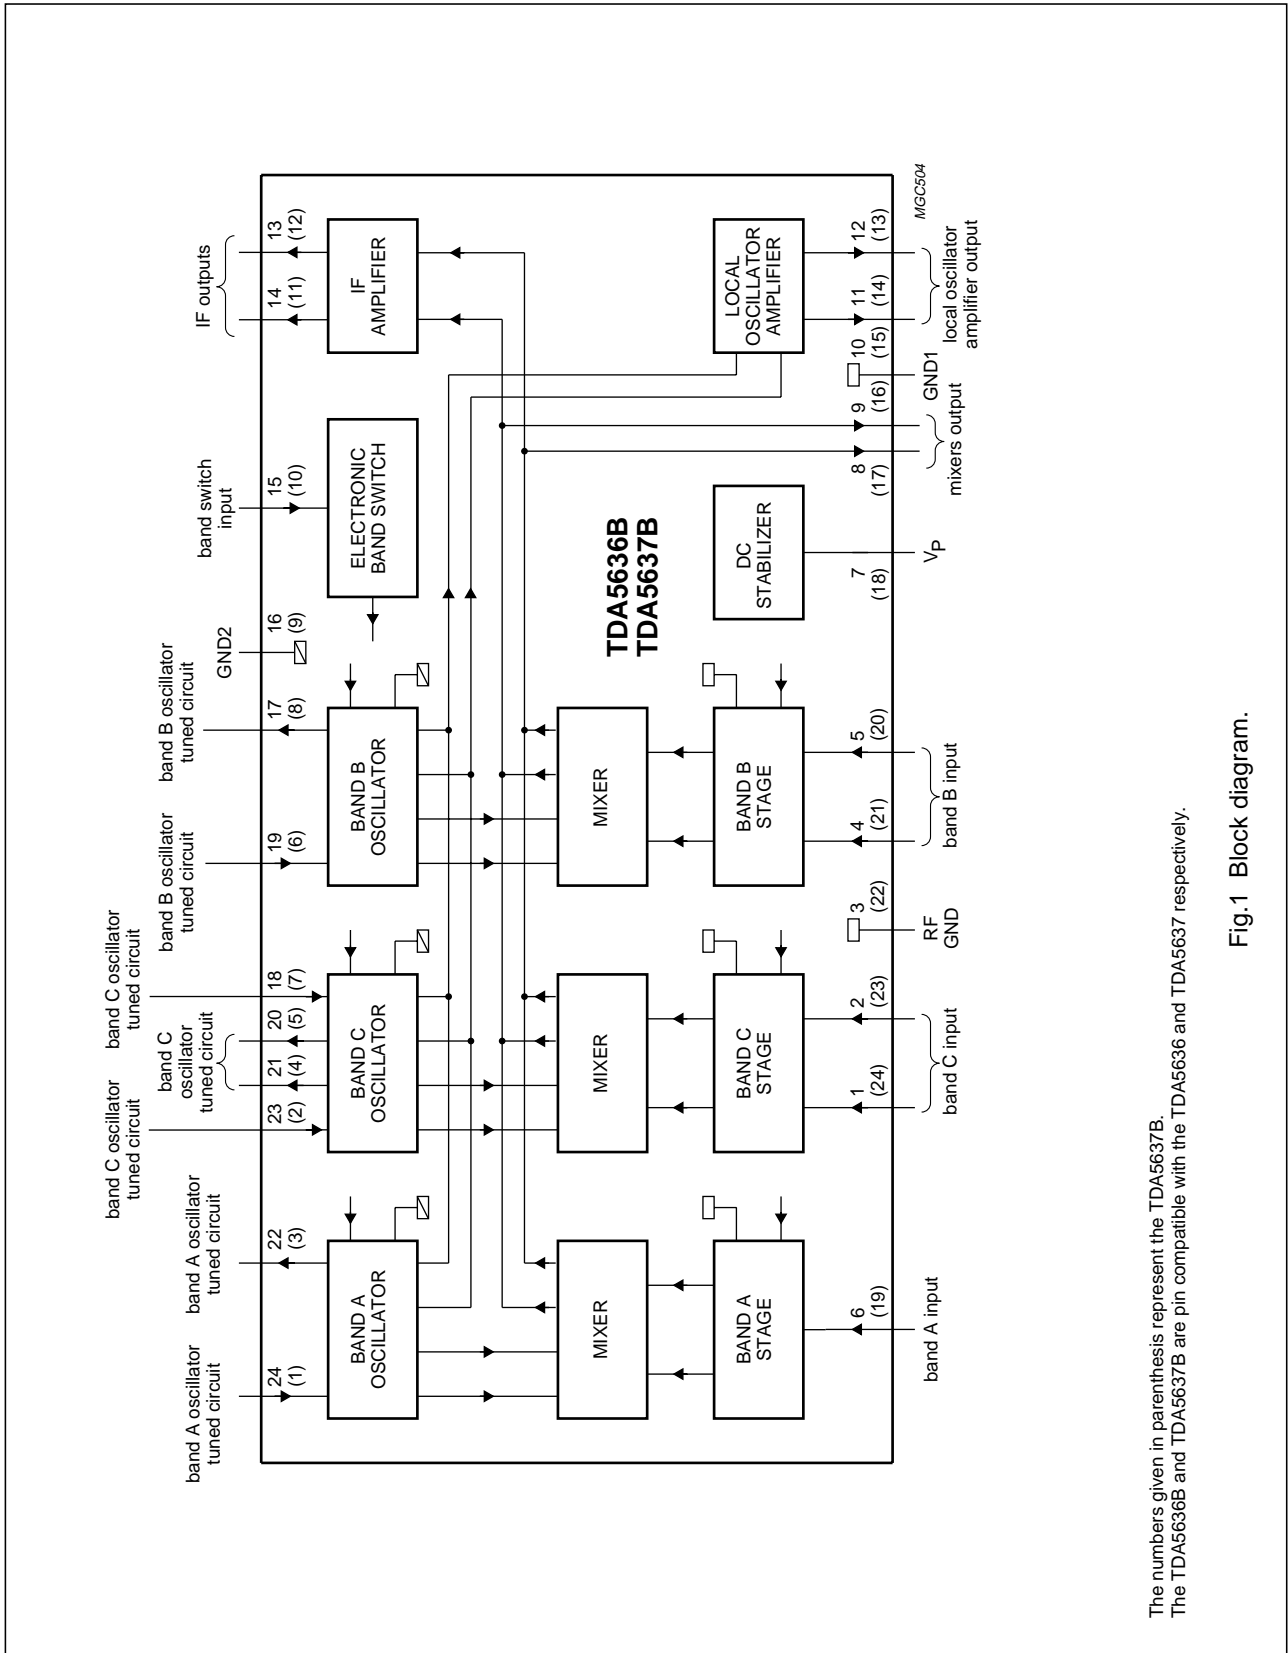 band A oscillator
tuned circuit
band A oscillator
tuned circuit
band C oscillator
tuned circuit
band C
oscillator
tuned circuit
band C oscillator
tuned circuit
band B oscillator
tuned circuit
band B oscillator
tuned circuit
GND2
band switch
input
IF outputs
24
(1)
22
(3)
23
(2)
21
(4)
20
(5)
18
(7)
19
(6)
17
(8)
16
(9)
15
(10)
14
(11)
13
(12)
BAND A
OSCILLATOR
BAND C
OSCILLATOR
BAND B
OSCILLATOR
ELECTRONIC
BAND SWITCH
IF
AMPLIFIER
MIXER
MIXER
MIXER
TDA5636B
TDA5637B
BAND A
STAGE
BAND C
STAGE
BAND B
STAGE
DC
STABILIZER
LOCAL
OSCILLATOR
AMPLIFIER
6
(19)
1
(24)
2
(23)
3
(22)
4
(21)
5
(20)
7
(18)
8
(17)
9
(16)
10
(15)
11
(14)
12
(13)
band A input
band C input
RF
GND
band B input
VP
mixers output
GND1
local oscillator
amplifier output
MGC504
The numbers given in parenthesis represent the TDA5637B.
The TDA5636B and TDA5637B are pin compatible with the TDA5636 and TDA5637 respectively.
Fig.1 Block diagram.